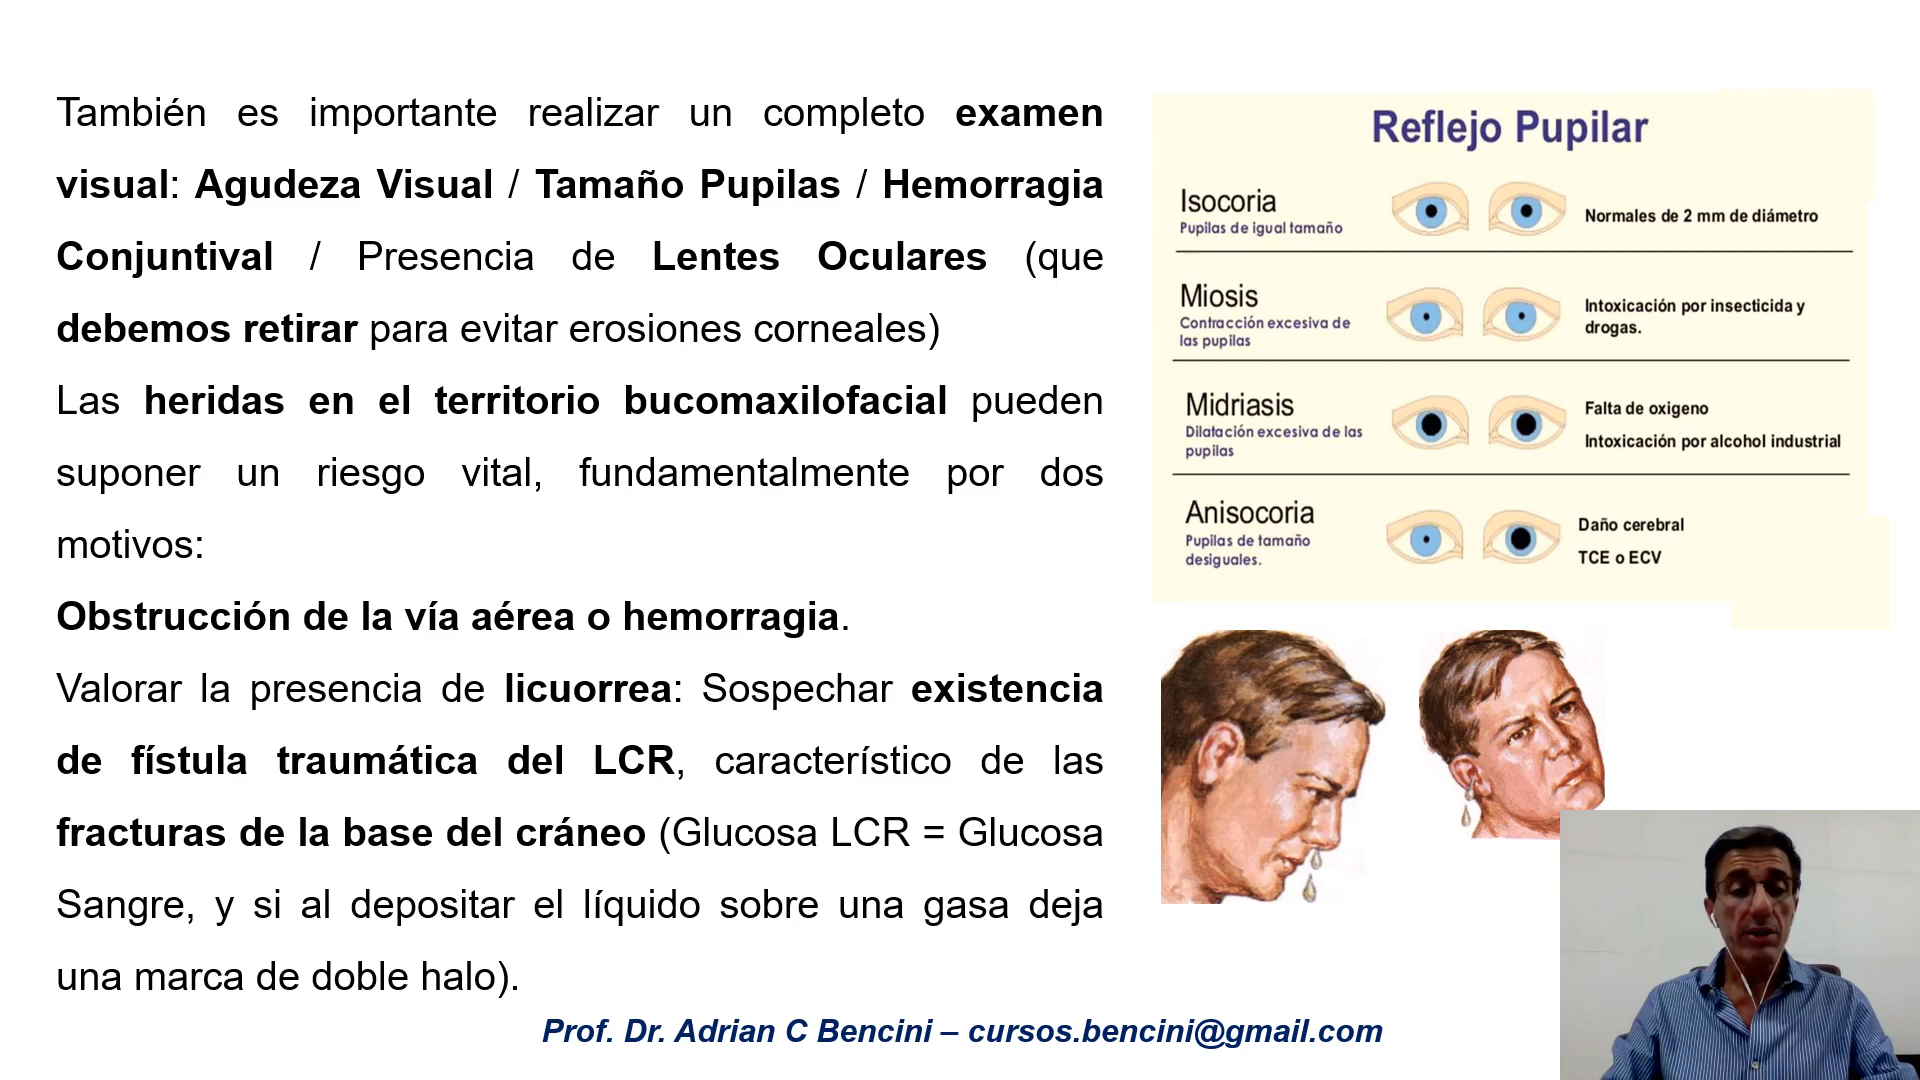 También es importante realizar un completo examen
visual: Agudeza Visual / Tamaño Pupilas / Hemorragia
Conjuntival / Presencia de Lentes Oculares (que
debemos retirar para evitar erosiones corneales)
Las heridas en el territorio bucomaxilofacial pueden
suponer un riesgo vital, fundamentalmente por dos
motivos:
Obstrucción de la vía aérea o hemorragia.
Valorar la presencia de licuorrea: Sospechar existencia
de fístula traumática del LCR, característico de las
fracturas de la base del cráneo (Glucosa LCR = Glucosa
Sangre, y si al depositar el líquido sobre una gasa deja
una marca de doble halo).
Reflejo Pupilar
Isocoria
Pupilas de igual tamaño
Normales de 2 mm de diámetro
Miosis
Contracción excesiva de
las pupilas
Intoxicación por insecticida y
drogas.
Midriasis
Dilatación excesiva de las
pupilas
Falta de oxigeno
Intoxicación por alcohol industrial
Anisocoria
Pupilas de tamaño
desiguales.
Daño cerebral
TCE o ECV
Prof. Dr. Adrian C Bencini – cursos.bencini@gmail.com